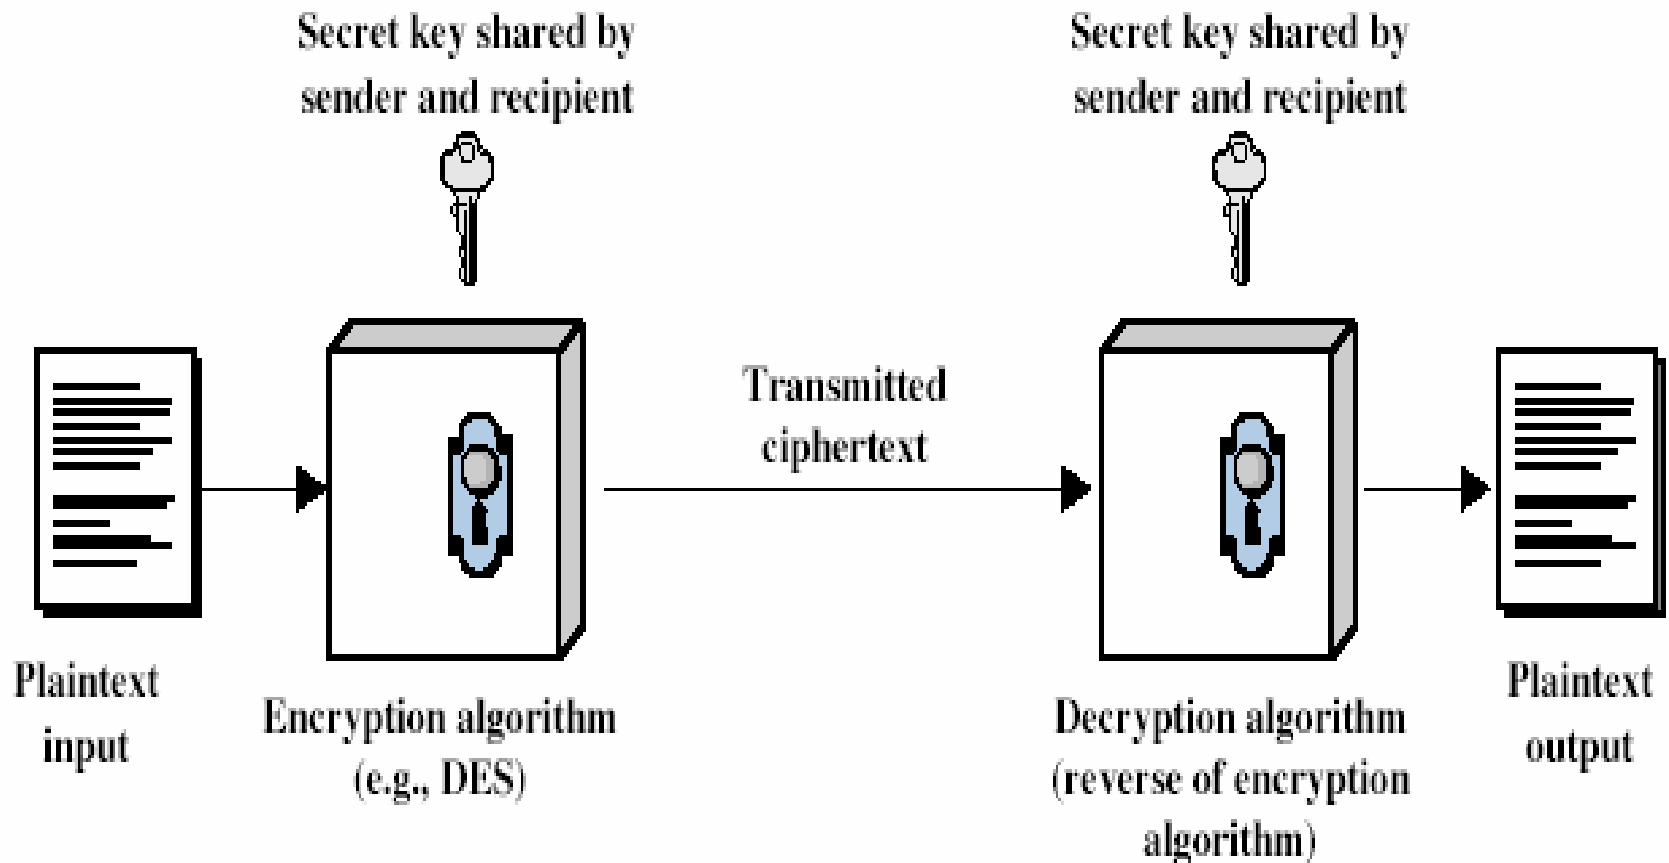 Secret key shared by
sender and recipient
Secret key shared by
sender and recipient
Transmitted
ciphertext
Plaintext
input
Encryption algorithm
(e.g., DES)
Decryption algorithm
(reverse of encryption
algorithm)
Plaintext
output